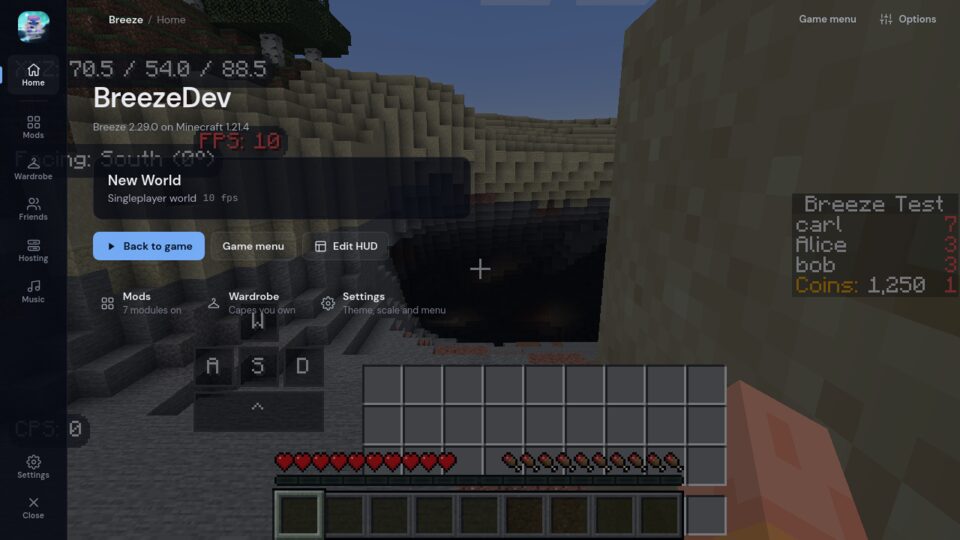 Breeze / Home
Game menu
Options
XYZ: 70.5 / 54.0 / 88.5
Home
BreezeDev
Breeze 2.29.0 on Minecraft 1.21.4
FPS: 10
Mods
Facing: South (0°)
Wardrobe
New World
Singleplayer world 10 fps
Friends
Breeze Test
carl 7
Alice 3
bob 3
Coins: 1,250 1
Back to game
Game menu
Edit HUD
Hosting
Music
Mods
7 modules on
Wardrobe
Capes you own
Settings
Theme, scale and menu
W
A
S
D
^
CPS: 0
Settings
Close